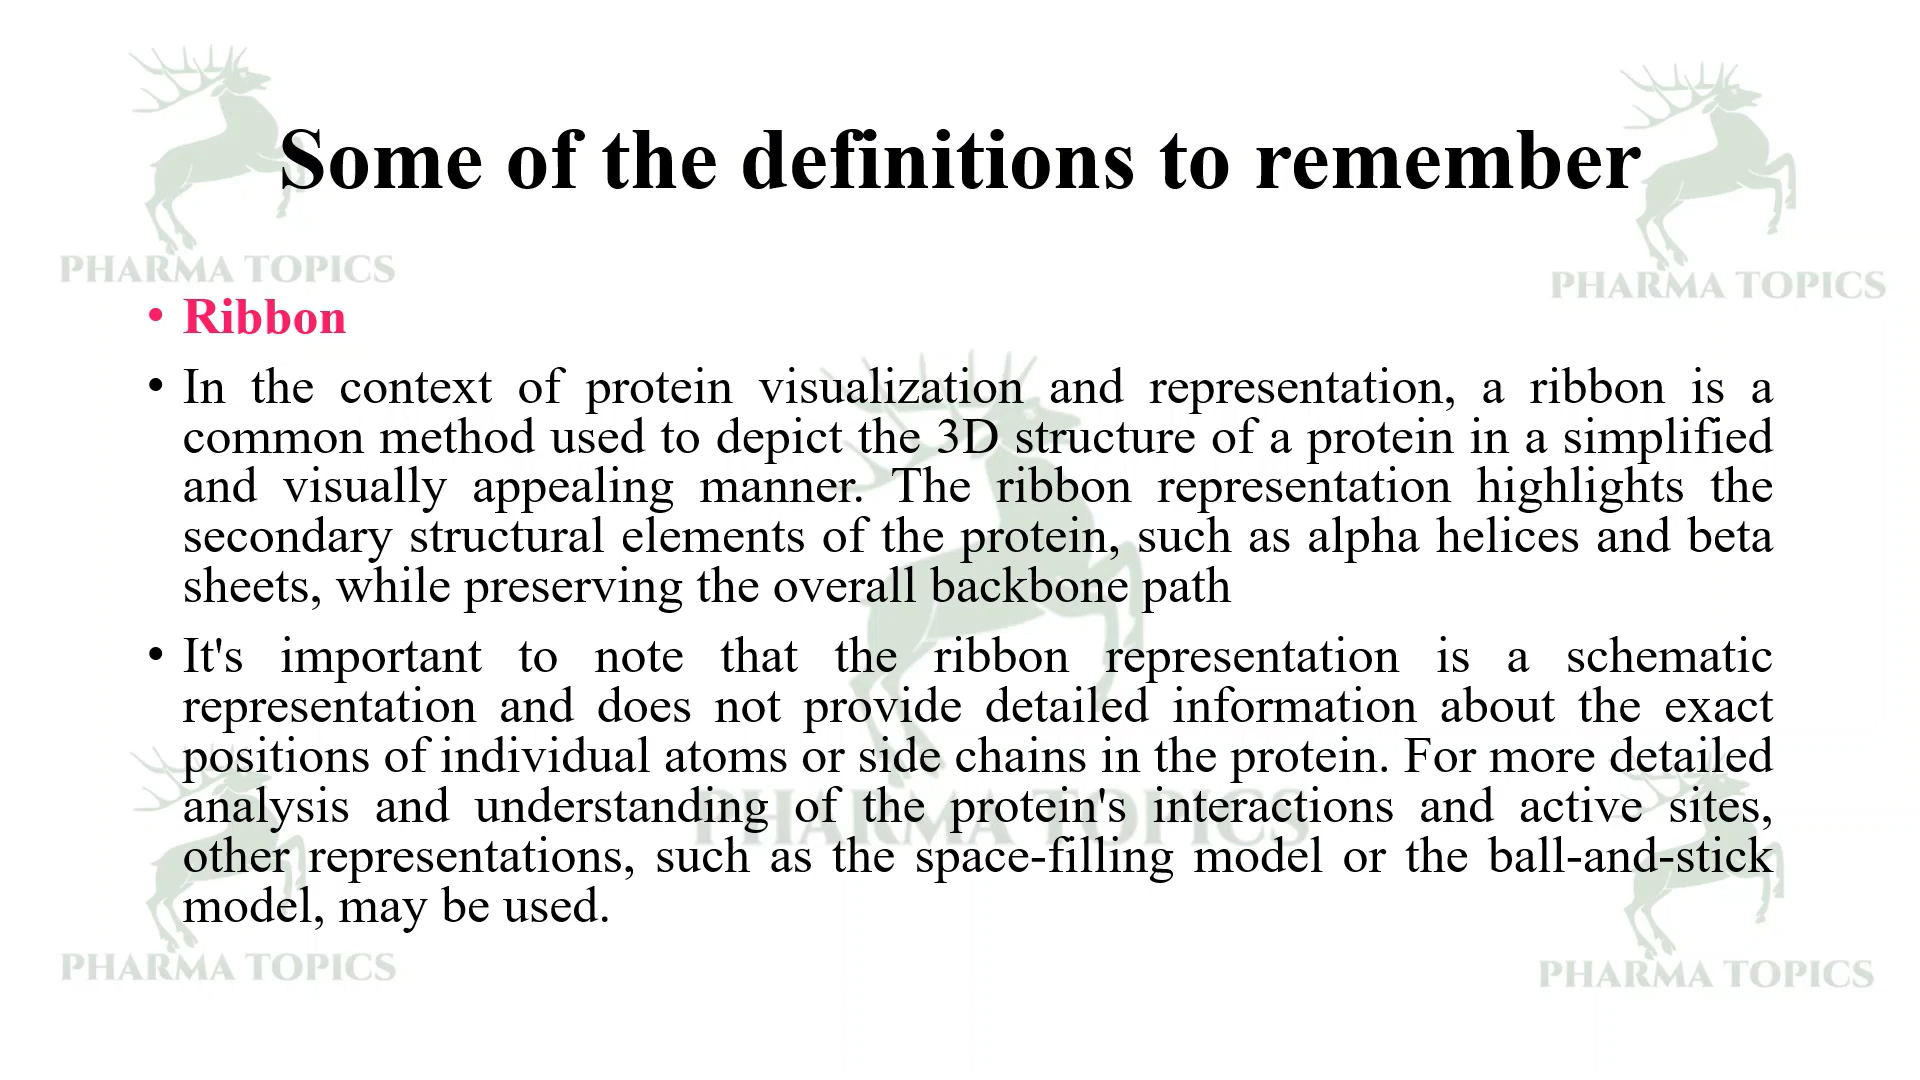 Some of the definitions to remember
PHARMA TOPICS
PHARMA TOPICS
• Ribbon
• In the context of protein visualization and representation, a ribbon is a
common method used to depict the 3D structure of a protein in a simplified
and visually appealing manner. The ribbon representation highlights the
secondary structural elements of the protein, such as alpha helices and beta
sheets, while preserving the overall backbone path
• It's important to note that the ribbon representation is a schematic
representation and does not provide detailed information about the exact
positions of individual atoms or side chains in the protein. For more detailed
analysis and understanding of the protein's interactions and active sites,
PHARMA TOPICS
other representations, such as the space-filling model or the ball-and-stick
model, may be used.
PHARMA TOPICS
PHARMA TOPICS